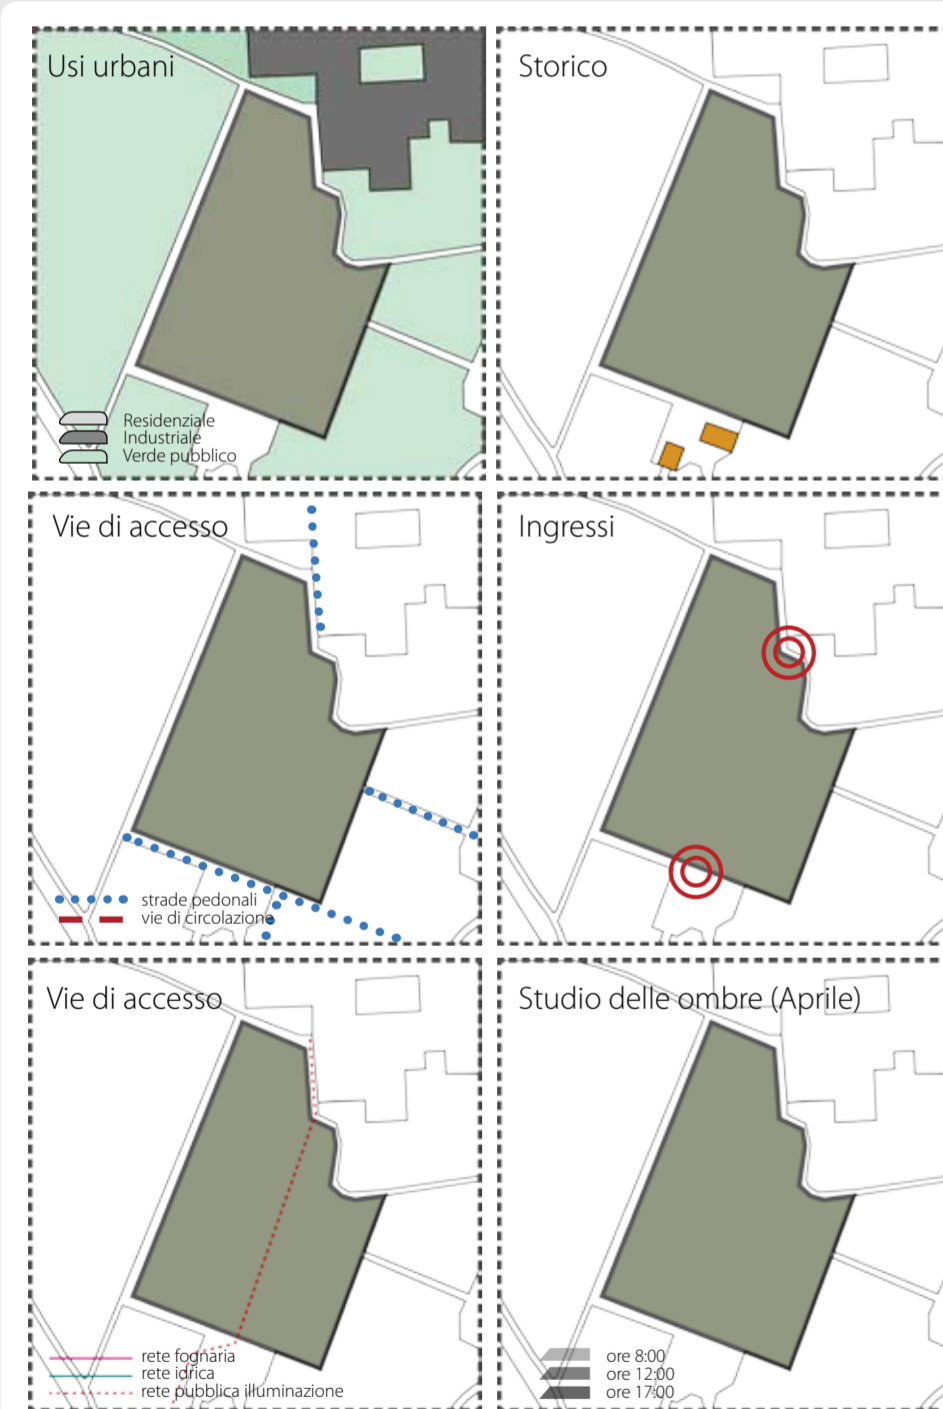 Usi urbani
Residenziale
Industriale
Verde pubblico
Storico
Vie di accesso
strade pedonali
vie di circolazione
Ingressi
Vie di accesso
rete fognaria
rete idrica
rete pubblica illuminazione
Studio delle ombre (Aprile)
ore 8:00
ore 12:00
ore 17:00